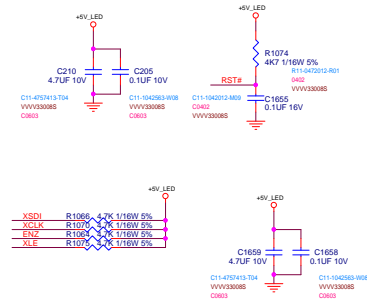 +5V_LED
C210
4.7UF 10V
C205
0.1UF 10V
C11-4757413-T04
VVVV33008S
C0603
C11-1042563-W08
VVVV33008S
C0603
+5V_LED
R1074
4K7 1/16W 5%
R11-0472012-R01
0402
VVVV33008S
RST#
C11-1042012-M09
C0402
VVVV33008S
C1655
0.1UF 16V
+5V_LED
XSDI R1066 4.7K 1/16W 5%
XCLK R1070 4.7K 1/16W 5%
ENZ R1064 4.7K 1/16W 5%
XLE R1075 4.7K 1/16W 5%
+5V_LED
C1659
4.7UF 10V
C1658
0.1UF 10V
C11-4757413-T04
VVVV33008S
C0603
C11-1042563-W08
VVVV33008S
C0603